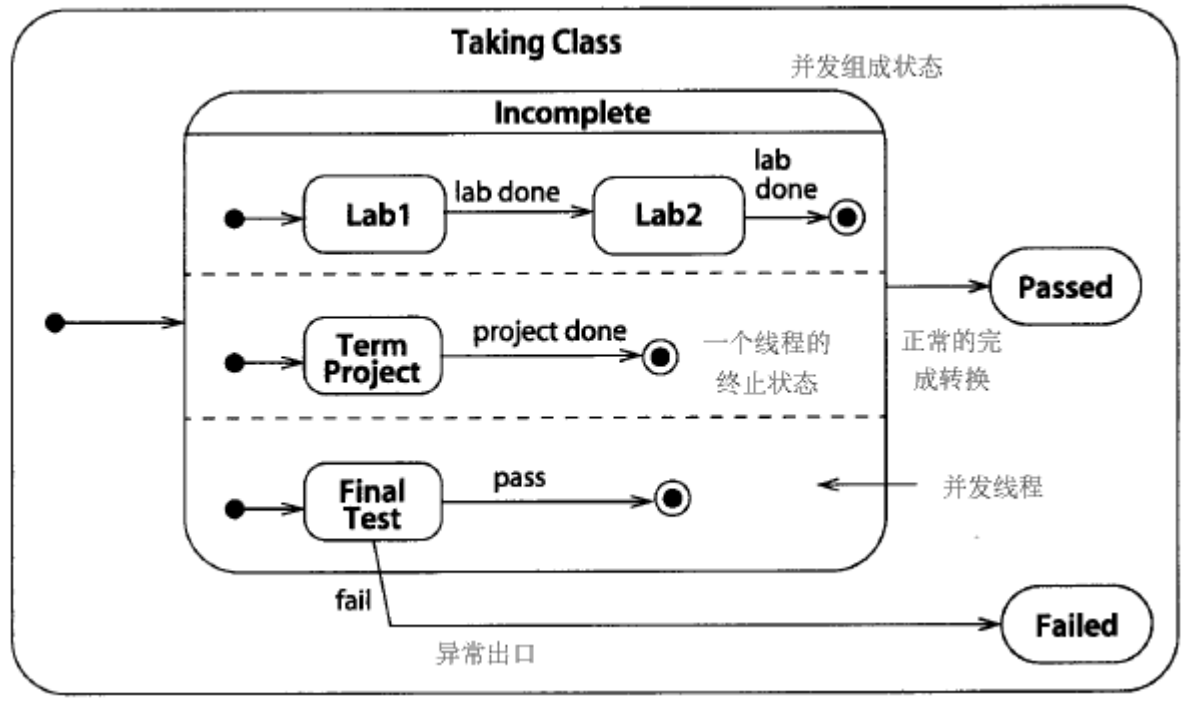 Taking Class
并发组成状态
Incomplete
lab
done
Lab1
lab done
Lab2
Passed
Term
Project
project done
一个线程的
终止状态
正常的完
成转换
Final
Test
pass
并发线程
fail
Failed
异常出口